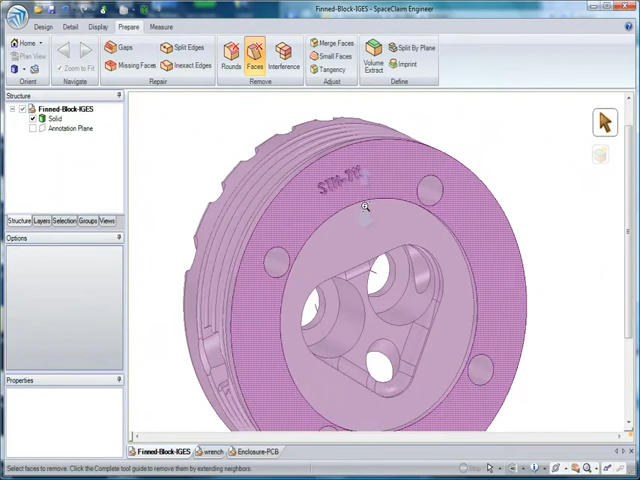 Finned-Block-IGES - SpaceClaim Engineer
Design Detail Display Prepare Measure
Home
Plan View
Orient
Zoom to Fit
Navigate
Gaps
Missing Faces
Split Edges
Inexact Edges
Repair
Rounds
Faces
Interference
Remove
Merge Faces
Small Faces
Tangency
Adjust
Volume Extract
Split By Plane
Imprint
Define
Structure
Finned-Block-IGES
Solid
Annotation Plane
Structure Layers Selection Groups Views
Options
Properties
Finned-Block-IGES wrench Enclosure-PCB
Select faces to remove. Click the Complete tool guide to remove them by extending neighbors.